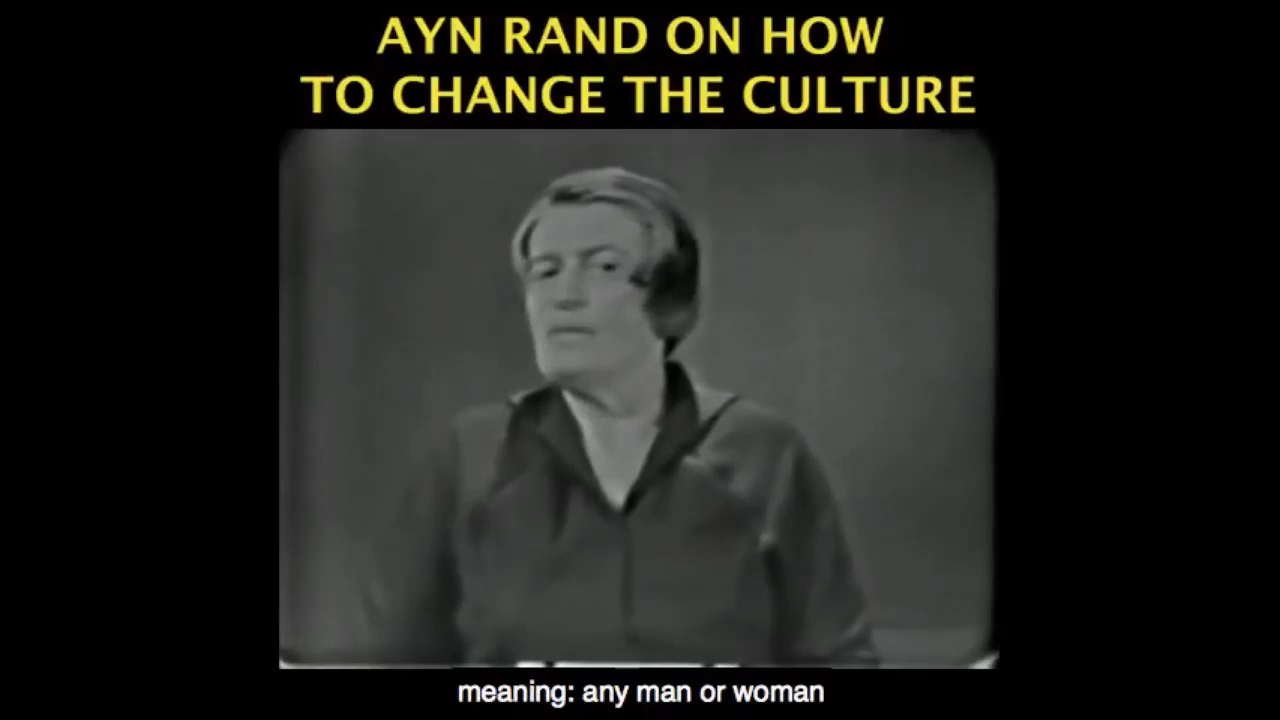 AYN RAND ON HOW
TO CHANGE THE CULTURE
meaning: any man or woman